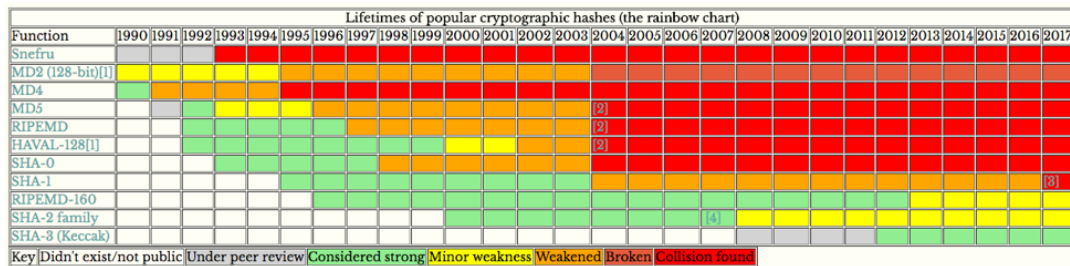 Lifetimes of popular cryptographic hashes (the rainbow chart)
Function 1990 1991 1992 1993 1994 1995 1996 1997 1998 1999 2000 2001 2002 2003 2004 2005 2006 2007 2008 2009 2010 2011 2012 2013 2014 2015 2016 2017
Snefru
MD2 (128-bit)[1]
MD4
MD5 [2]
RIPEMD [2]
HAVAL-128[1] [2]
SHA-0
SHA-1 [3]
RIPEMD-160
SHA-2 family [4]
SHA-3 (Keccak)
Key Didn't exist/not public Under peer review Considered strong Minor weakness Weakened Broken Collision found